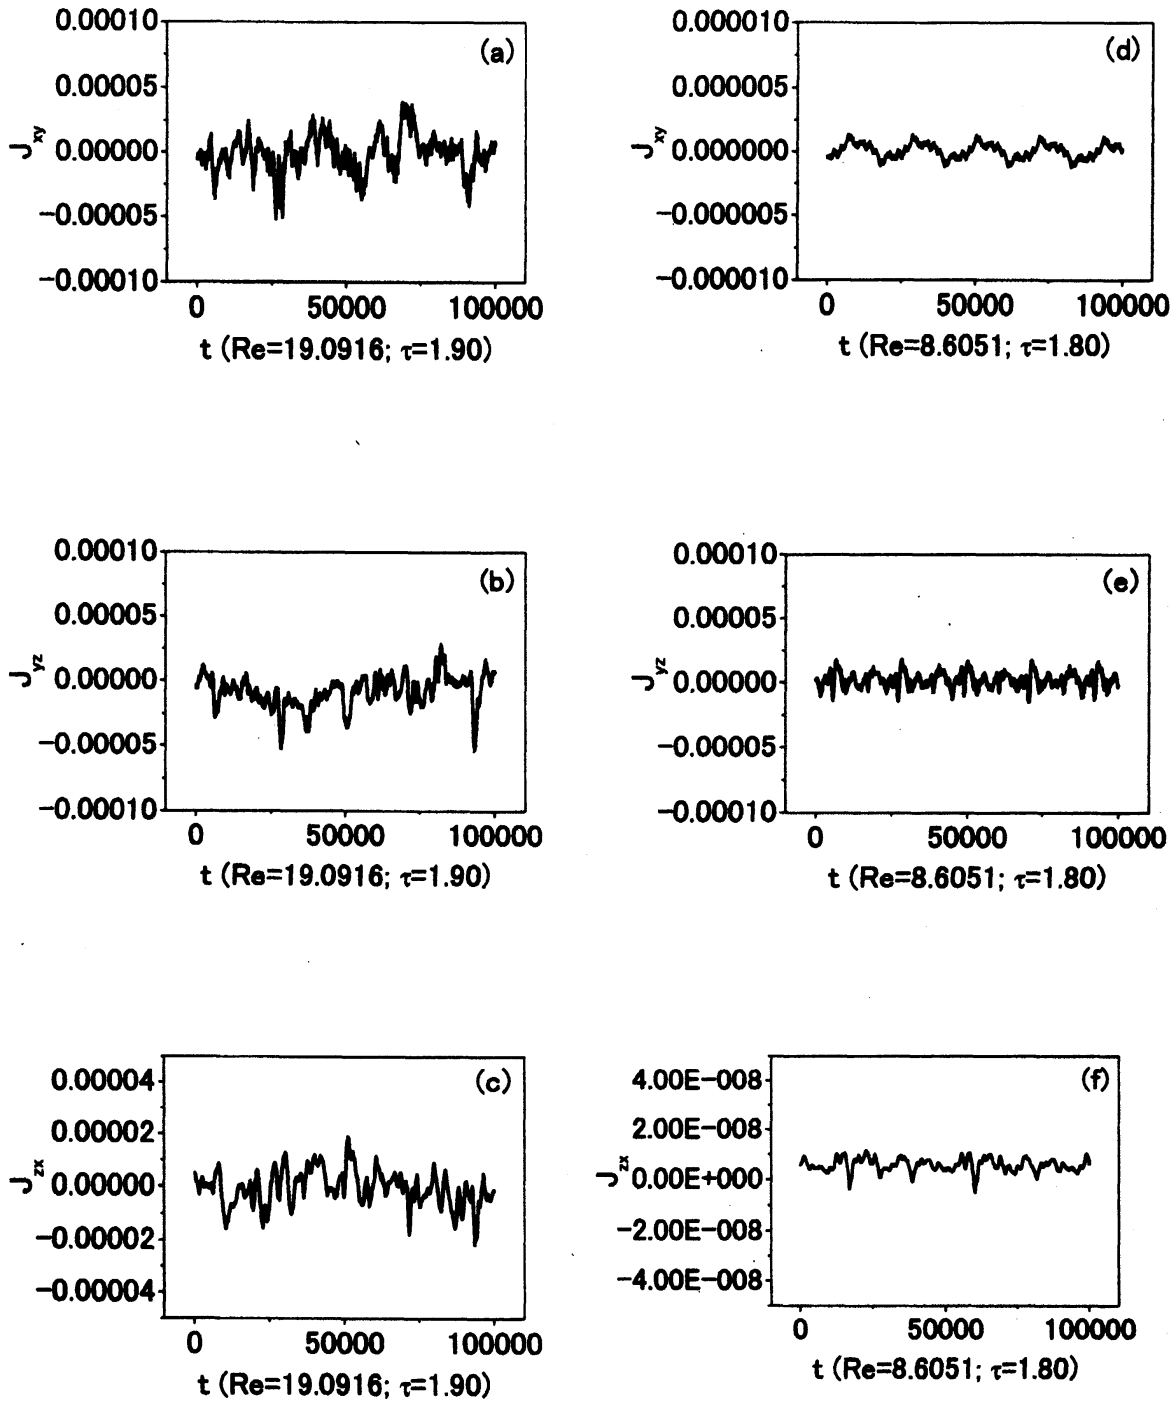 (a)
0.00010
0.00005
0.00000
−0.00005
−0.00010
J_xy
0 50000 100000
t (Re=19.0916; τ=1.90)
(d)
0.000010
0.000005
0.000000
−0.000005
−0.000010
J_xy
0 50000 100000
t (Re=8.6051; τ=1.80)
(b)
0.00010
0.00005
0.00000
−0.00005
−0.00010
J_yz
0 50000 100000
t (Re=19.0916; τ=1.90)
(e)
0.00010
0.00005
0.00000
−0.00005
−0.00010
J_yz
0 50000 100000
t (Re=8.6051; τ=1.80)
(c)
0.00004
0.00002
0.00000
−0.00002
−0.00004
J_zx
0 50000 100000
t (Re=19.0916; τ=1.90)
(f)
4.00E−008
2.00E−008
0.00E+000
−2.00E−008
−4.00E−008
J_zx
0 50000 100000
t (Re=8.6051; τ=1.80)